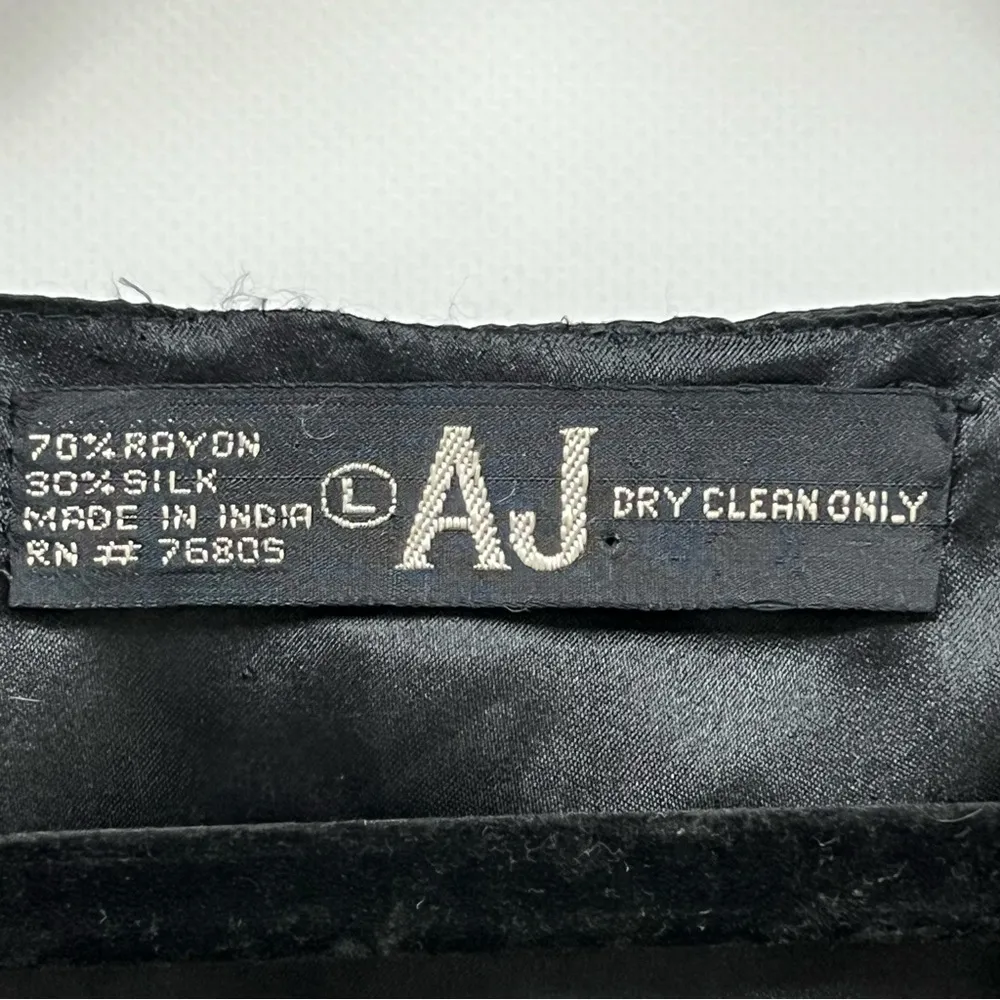 70% RAYON
30% SILK
MADE IN INDIA
RN # 76805
L
AJ
DRY CLEAN ONLY